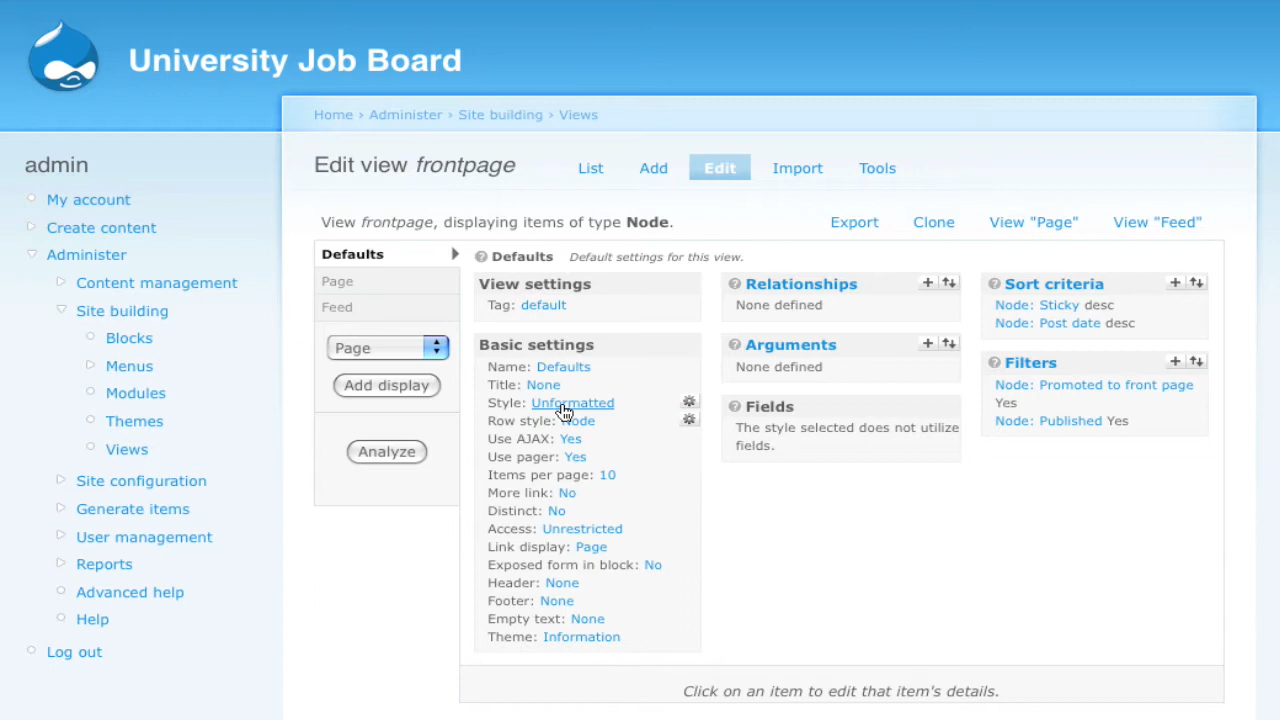 University Job Board
Home › Administer › Site building › Views
admin
My account
Create content
Administer
Content management
Site building
Blocks
Menus
Modules
Themes
Views
Site configuration
Generate items
User management
Reports
Advanced help
Help
Log out
Edit view frontpage
List
Add
Edit
Import
Tools
View frontpage, displaying items of type Node.
Export
Clone
View "Page"
View "Feed"
Defaults
Page
Feed
Page
Add display
Analyze
Defaults Default settings for this view.
View settings
Tag: default
Basic settings
Name: Defaults
Title: None
Style: Unformatted
Row style: Node
Use AJAX: Yes
Use pager: Yes
Items per page: 10
More link: No
Distinct: No
Access: Unrestricted
Link display: Page
Exposed form in block: No
Header: None
Footer: None
Empty text: None
Theme: Information
Relationships
None defined
Arguments
None defined
Fields
The style selected does not utilize
fields.
Sort criteria
Node: Sticky desc
Node: Post date desc
Filters
Node: Promoted to front page
Yes
Node: Published Yes
Click on an item to edit that item's details.